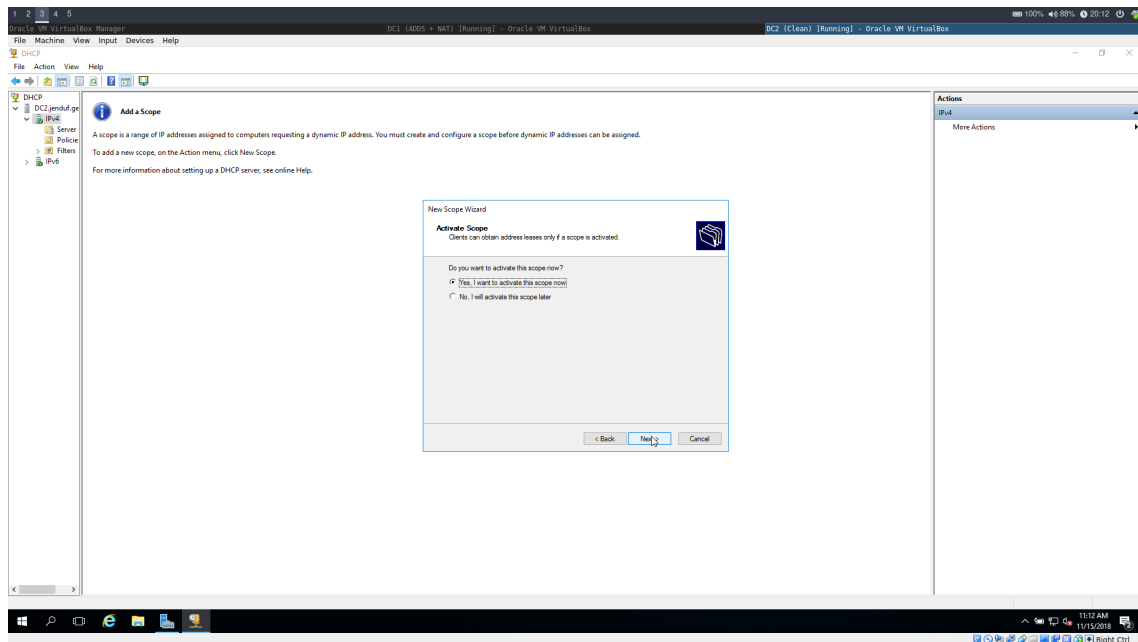 1 2 3 4 5
100% 88% 20:12
Oracle VM VirtualBox Manager
DC1 (ADDS + NAT) [Running] - Oracle VM VirtualBox
DC2 (Clean) [Running] - Oracle VM VirtualBox
File Machine View Input Devices Help
DHCP
File Action View Help
DHCP
DC2.jenduf.ge
IPv4
Server
Policie
Filters
IPv6
Add a Scope
A scope is a range of IP addresses assigned to computers requesting a dynamic IP address. You must create and configure a scope before dynamic IP addresses can be assigned.
To add a new scope, on the Action menu, click New Scope.
For more information about setting up a DHCP server, see online Help.
New Scope Wizard
Activate Scope
Clients can obtain address leases only if a scope is activated.
Do you want to activate this scope now?
Yes, I want to activate this scope now
No, I will activate this scope later
< Back Next > Cancel
Actions
IPv4
More Actions
11:12 AM
11/15/2018
2
Right Ctrl